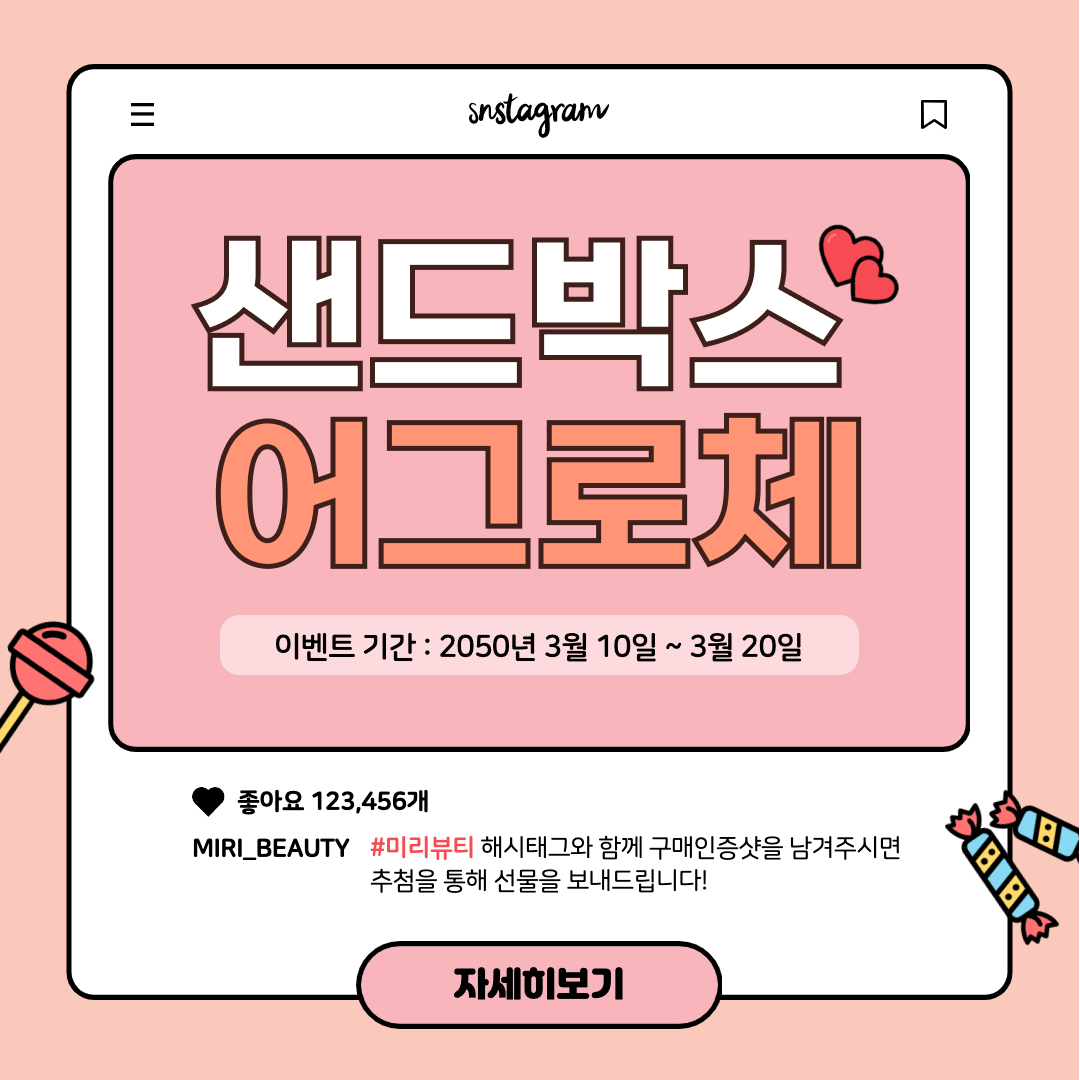 snstagram
샌드박스
어그로체
이벤트 기간 : 2050년 3월 10일 ~ 3월 20일
좋아요 123,456개
MIRI_BEAUTY #미리뷰티 해시태그와 함께 구매인증샷을 남겨주시면
추첨을 통해 선물을 보내드립니다!
자세히보기